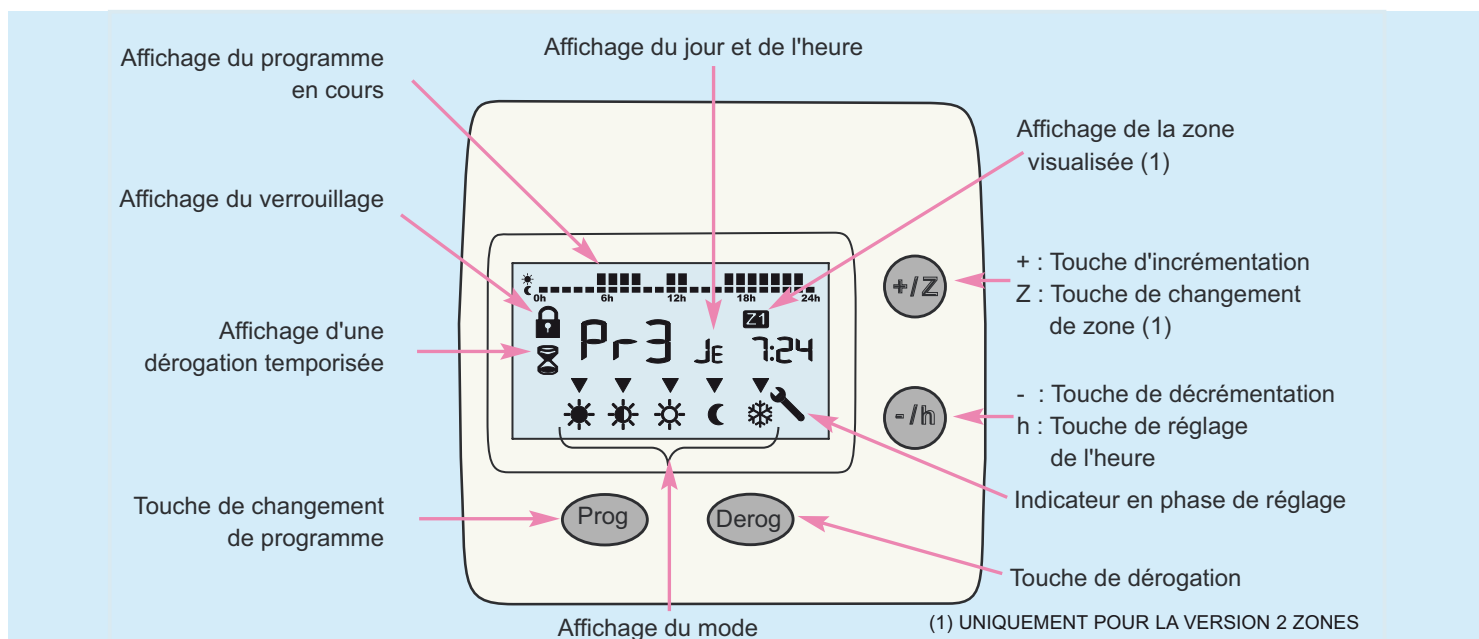 Affichage du jour et de l'heure
Affichage du programme
en cours
Affichage de la zone
visualisée (1)
Affichage du verrouillage
+ : Touche d'incrémentation
Z : Touche de changement
de zone (1)
+/Z
0h 6h 12h 18h 24h
Z1
Pr3 JE 7:24
Affichage d'une
dérogation temporisée
- : Touche de décrémentation
h : Touche de réglage
de l'heure
-/h
Indicateur en phase de réglage
Touche de changement
de programme
Prog
Derog
Touche de dérogation
Affichage du mode
(1) UNIQUEMENT POUR LA VERSION 2 ZONES